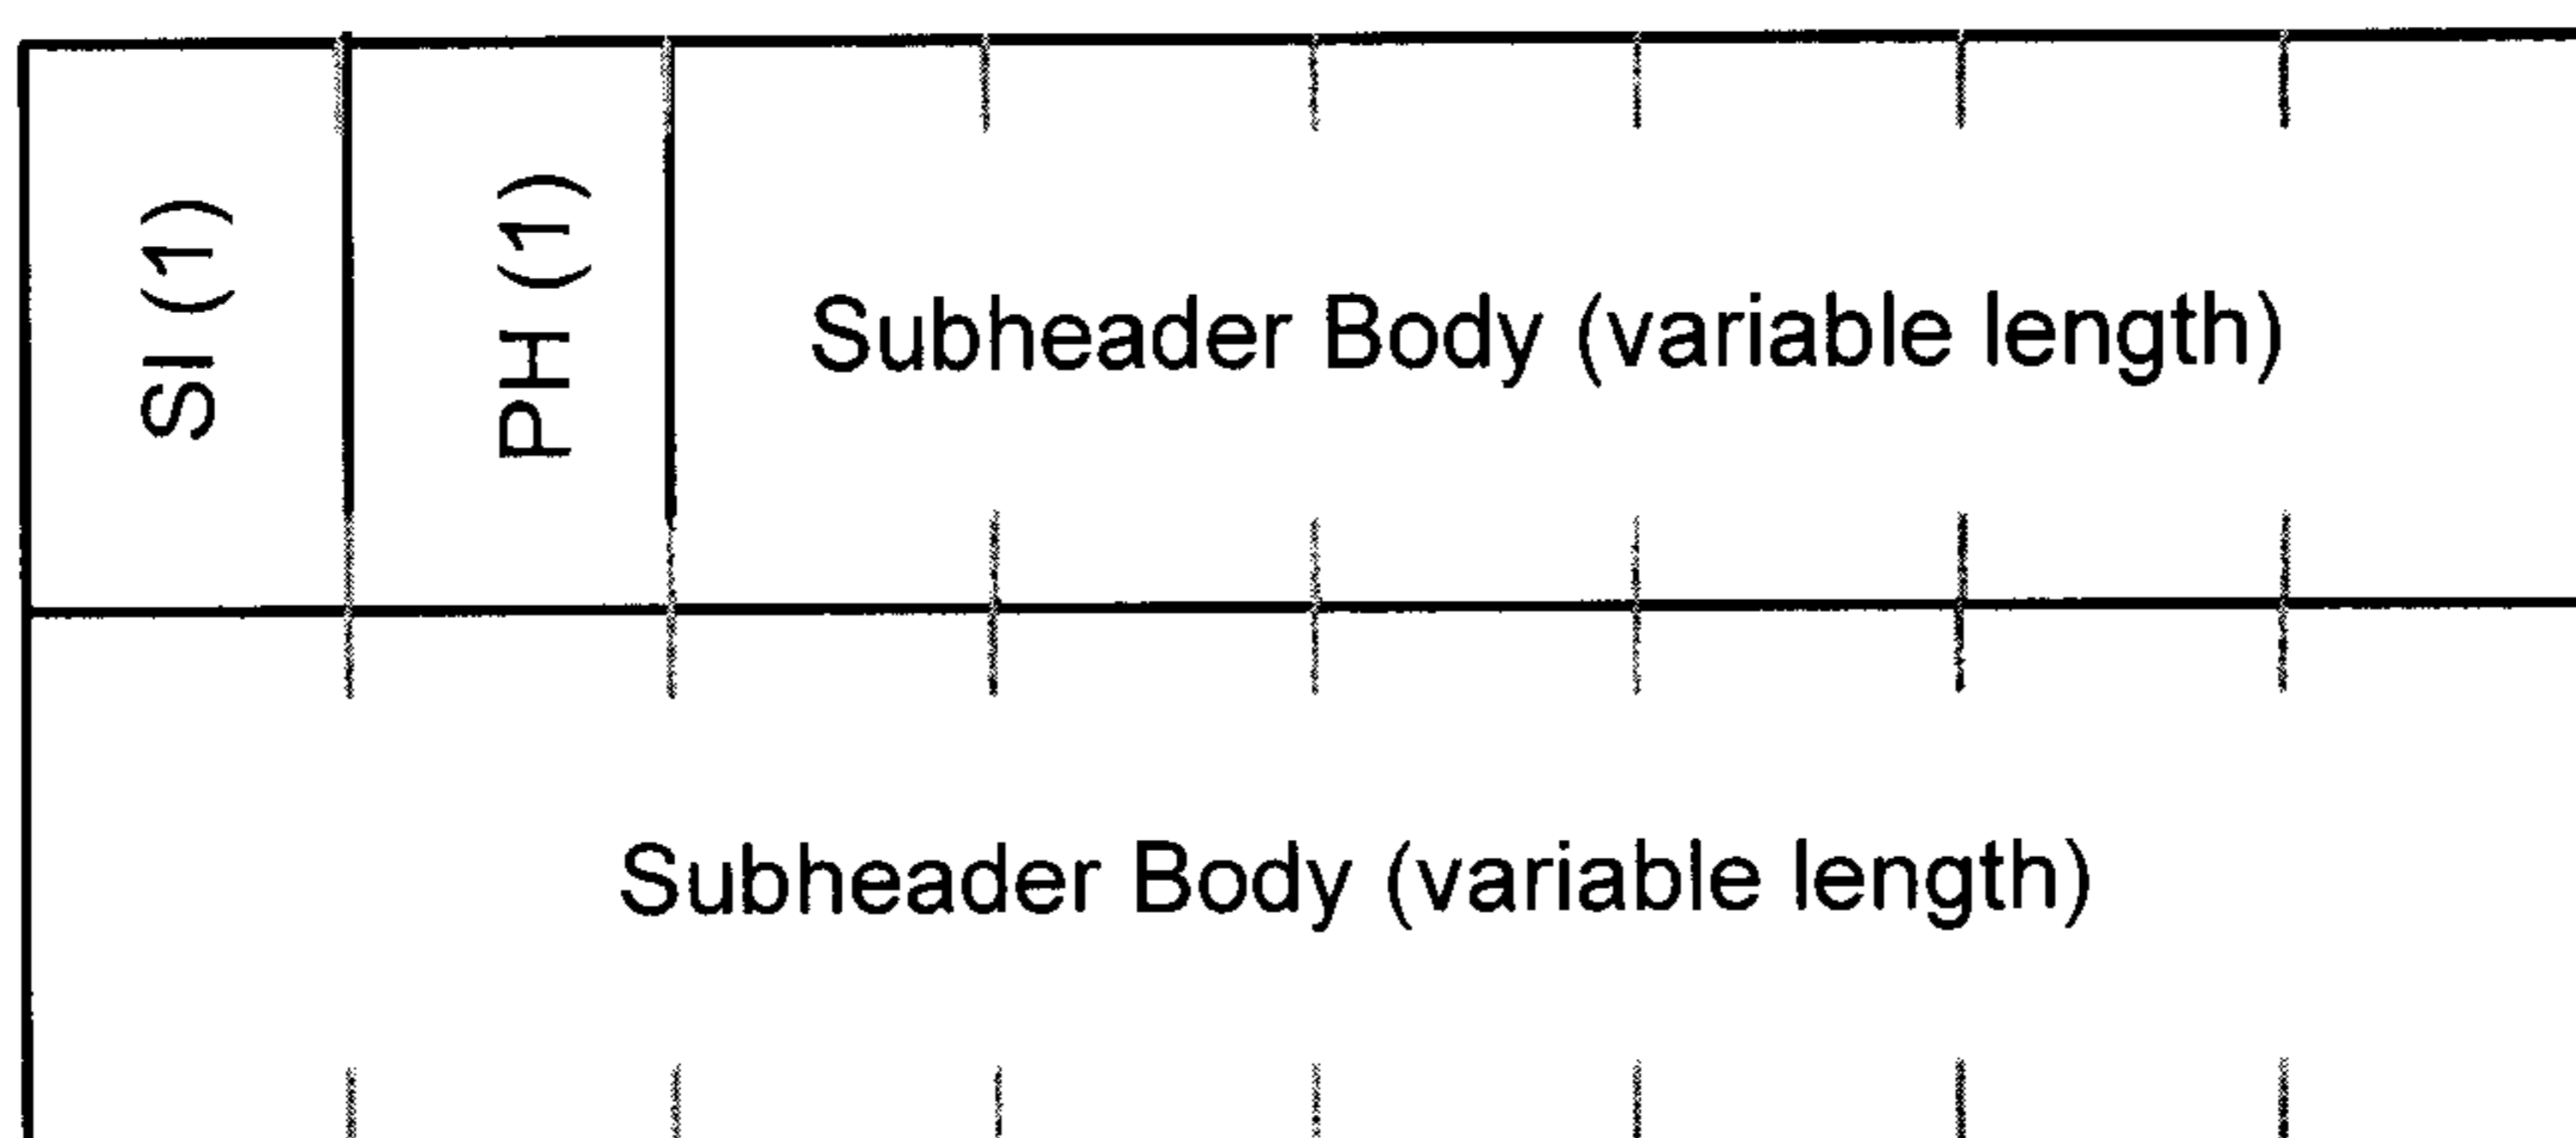 SI (1)
PH (1)
Subheader Body (variable length)
Subheader Body (variable length)